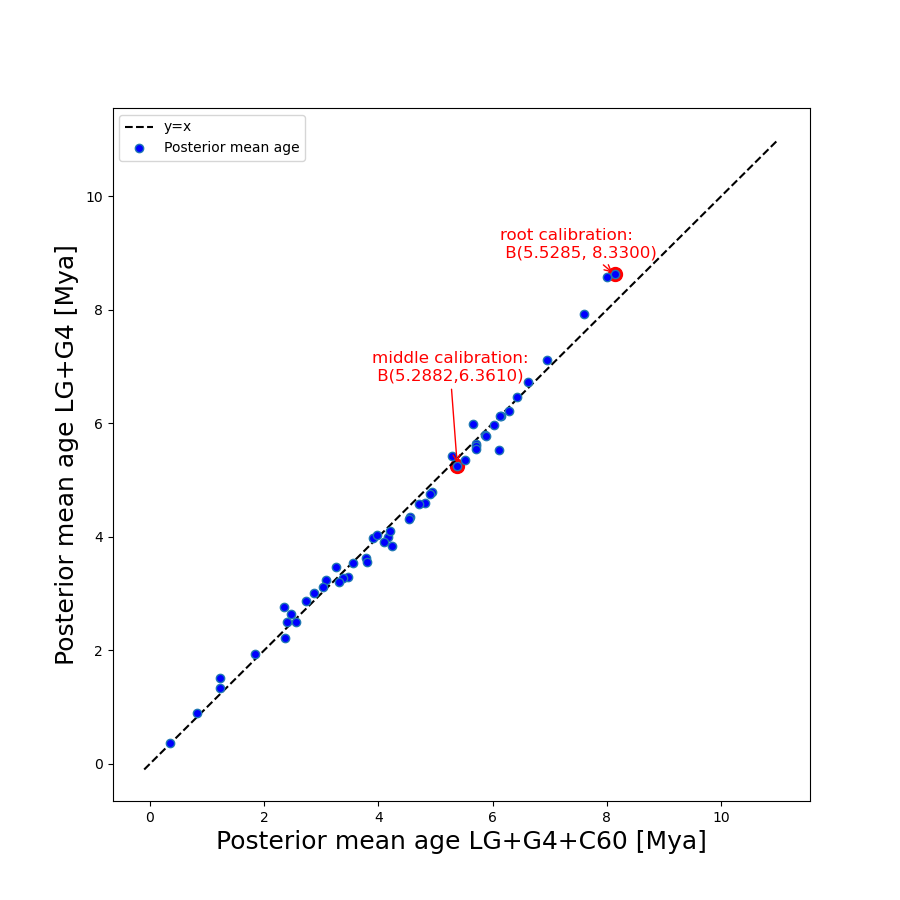 y=x
Posterior mean age
root calibration:
B(5.5285, 8.3300)
middle calibration:
B(5.2882,6.3610)
10
8
6
4
2
0
Posterior mean age LG+G4 [Mya]
0 2 4 6 8 10
Posterior mean age LG+G4+C60 [Mya]